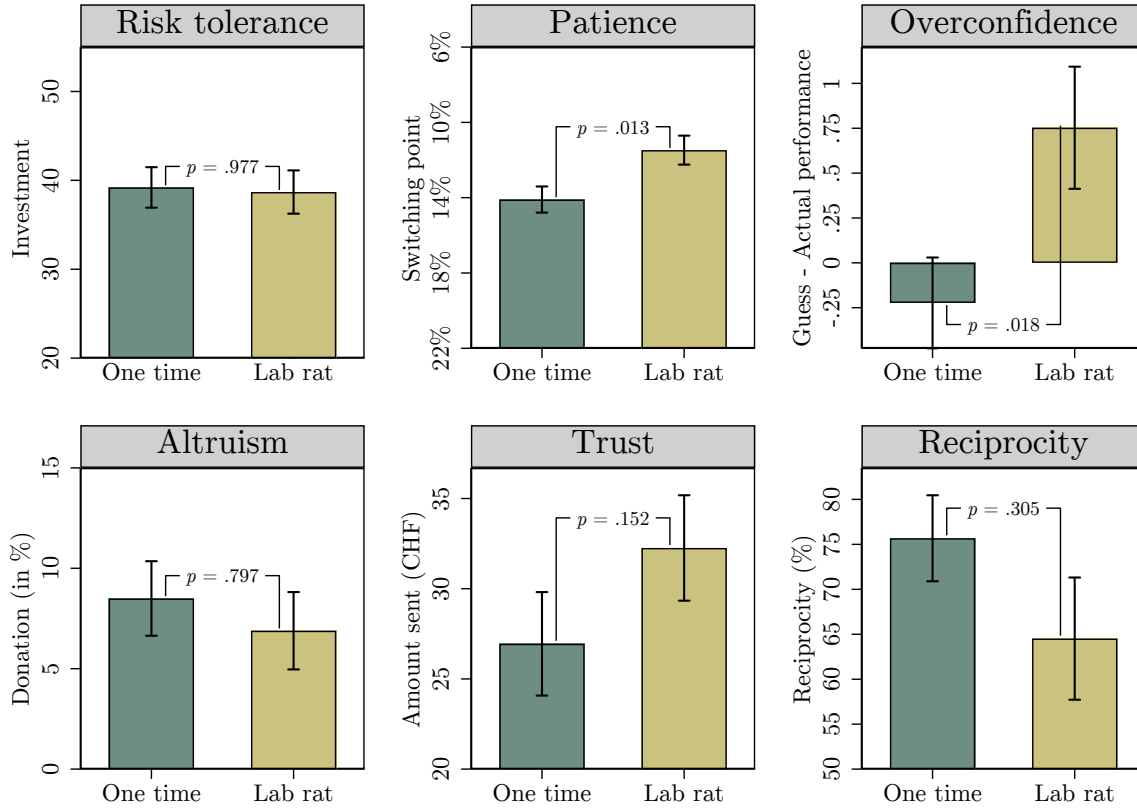 Risk tolerance
Investment
50
40
30
20
p = .977
One time
Lab rat
Patience
Switching point
6%
10%
14%
18%
22%
p = .013
One time
Lab rat
Overconfidence
Guess - Actual performance
1
.75
.5
.25
0
-.25
p = .018
One time
Lab rat
Altruism
Donation (in %)
15
10
5
0
p = .797
One time
Lab rat
Trust
Amount sent (CHF)
35
30
25
20
p = .152
One time
Lab rat
Reciprocity
Reciprocity (%)
80
75
70
65
60
55
50
p = .305
One time
Lab rat